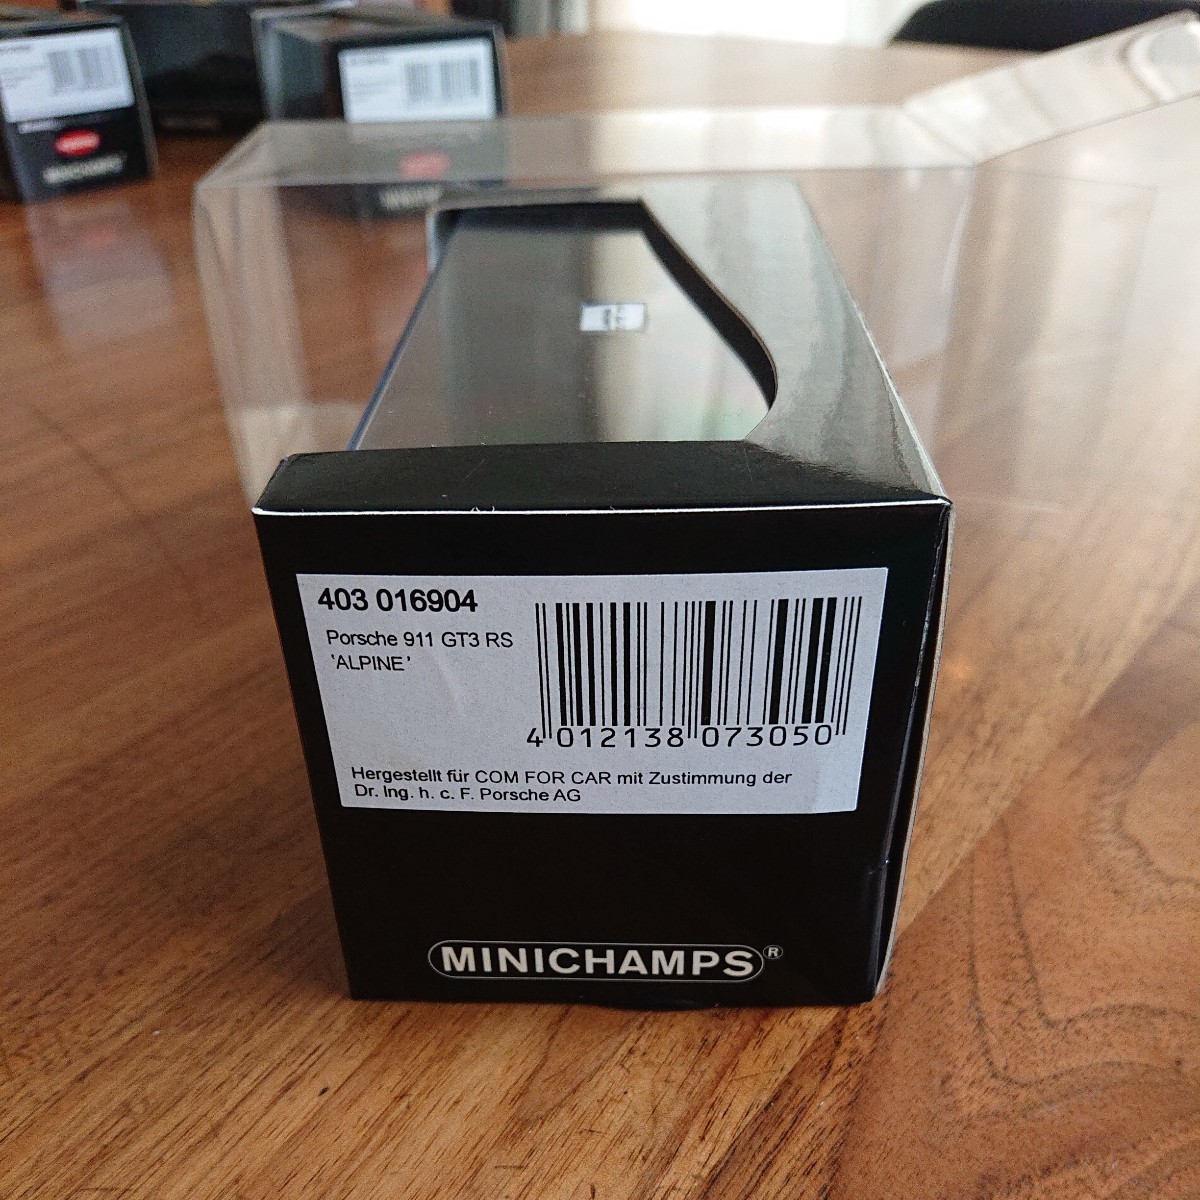 403 016904
Porsche 911 GT3 RS
'ALPINE'
4 012138 073050
Hergestellt für COM FOR CAR mit Zustimmung der
Dr. Ing. h. c. F. Porsche AG
MINICHAMPS®
MINICHAMPS